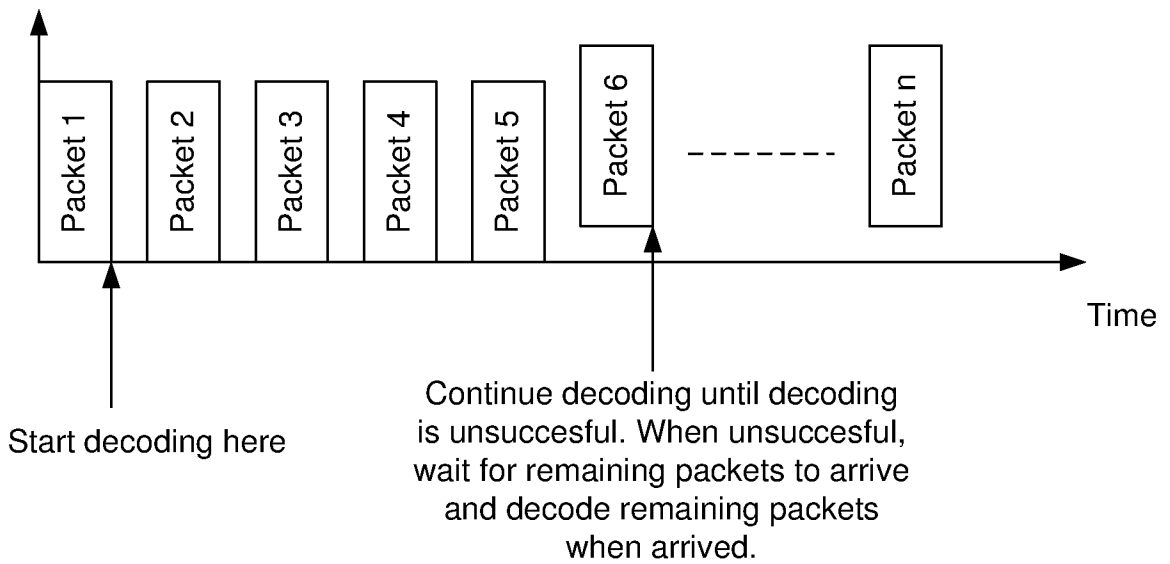 Packet 1
Packet 2
Packet 3
Packet 4
Packet 5
Packet 6
Packet n
Time
Start decoding here
Continue decoding until decoding
is unsuccesful. When unsuccesful,
wait for remaining packets to arrive
and decode remaining packets
when arrived.